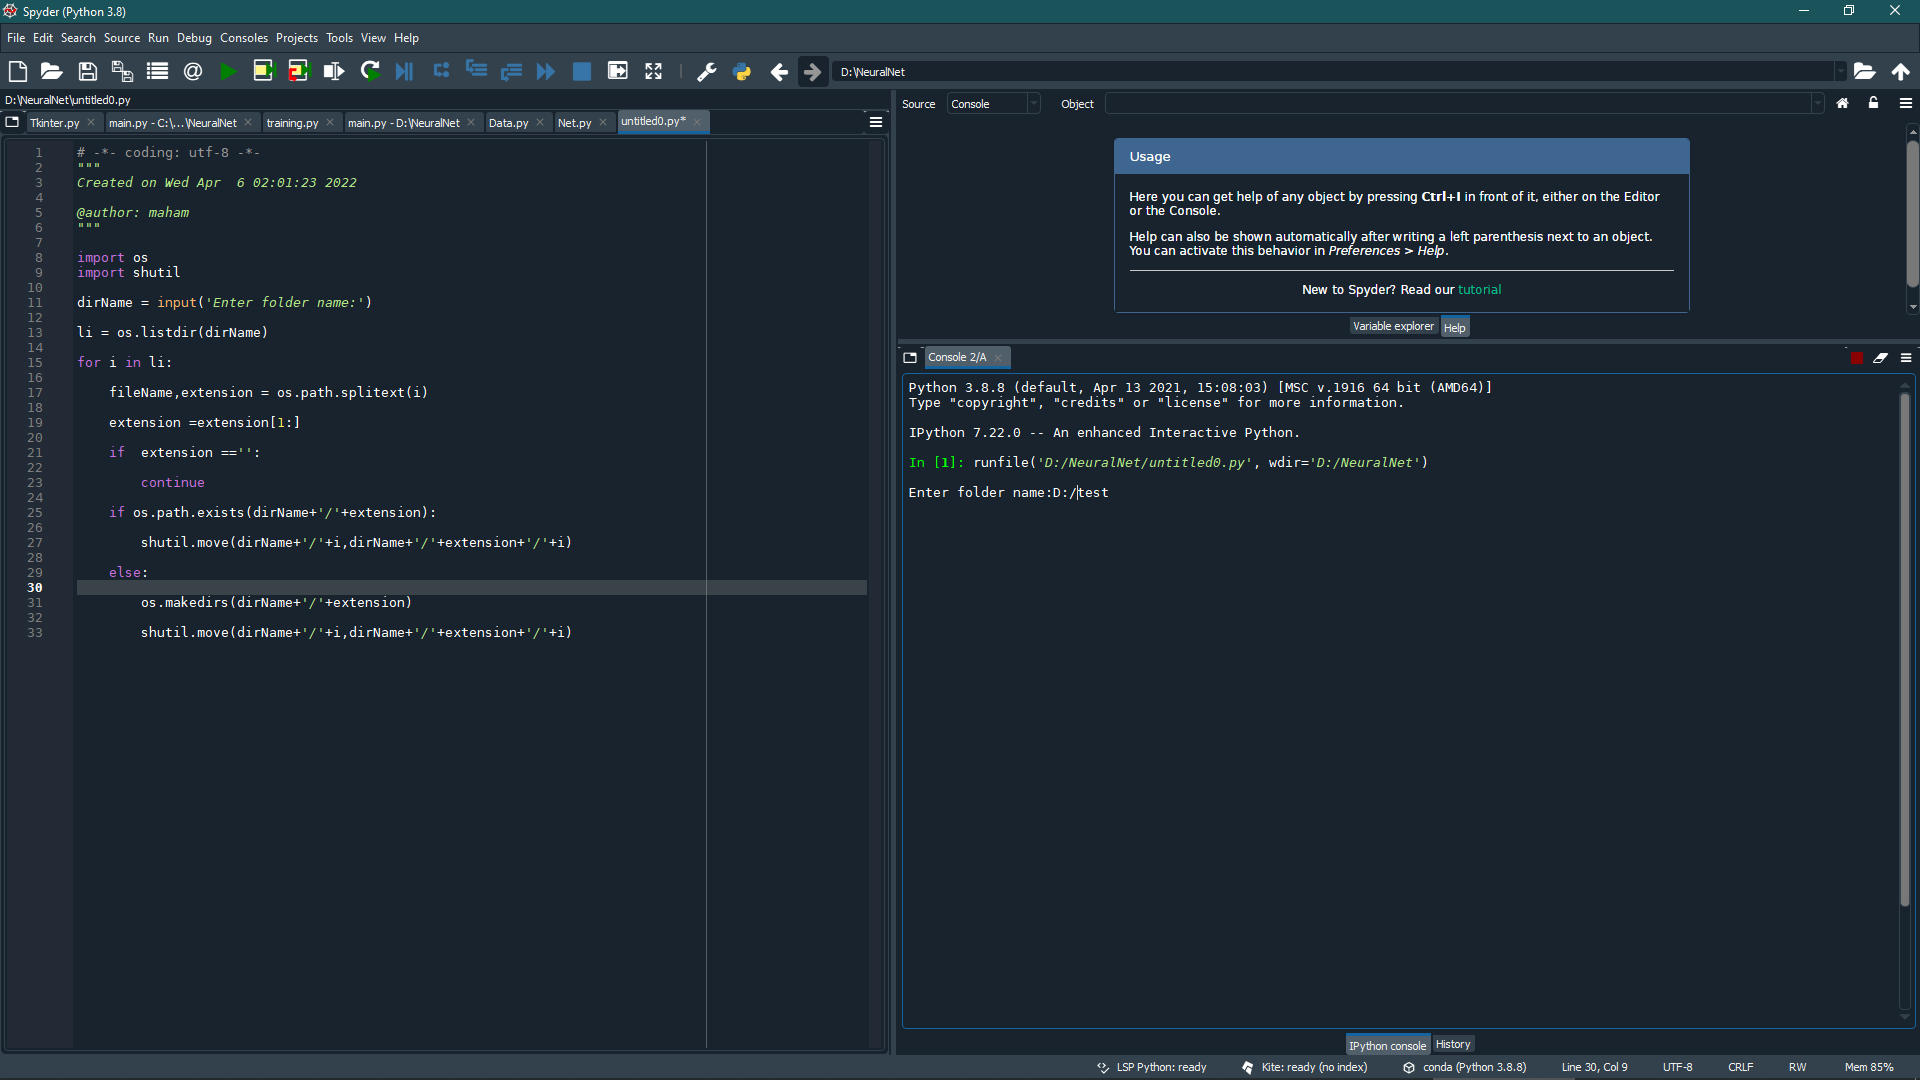 Spyder (Python 3.8)
File Edit Search Source Run Debug Consoles Projects Tools View Help
D:\NeuralNet
D:\NeuralNet\untitled0.py
Tkinter.py
main.py - C:\...\NeuralNet
training.py
main.py - D:\NeuralNet
Data.py
Net.py
untitled0.py*
1 # -*- coding: utf-8 -*-
2 """
3 Created on Wed Apr  6 02:01:23 2022
4
5 @author: maham
6 """
7
8 import os
9 import shutil
10
11 dirName = input('Enter folder name:')
12
13 li = os.listdir(dirName)
14
15 for i in li:
16
17     fileName,extension = os.path.splitext(i)
18
19     extension =extension[1:]
20
21     if  extension =='':
22
23         continue
24
25     if os.path.exists(dirName+'/'+extension):
26
27         shutil.move(dirName+'/'+i,dirName+'/'+extension+'/'+i)
28
29     else:
30
31         os.makedirs(dirName+'/'+extension)
32
33         shutil.move(dirName+'/'+i,dirName+'/'+extension+'/'+i)
Source Console Object
Usage
Here you can get help of any object by pressing Ctrl+I in front of it, either on the Editor
or the Console.
Help can also be shown automatically after writing a left parenthesis next to an object.
You can activate this behavior in Preferences > Help.
New to Spyder? Read our tutorial
Variable explorer Help
Console 2/A
Python 3.8.8 (default, Apr 13 2021, 15:08:03) [MSC v.1916 64 bit (AMD64)]
Type "copyright", "credits" or "license" for more information.
IPython 7.22.0 -- An enhanced Interactive Python.
In [1]: runfile('D:/NeuralNet/untitled0.py', wdir='D:/NeuralNet')
Enter folder name:D:/test
IPython console History
LSP Python: ready Kite: ready (no index) conda (Python 3.8.8) Line 30, Col 9 UTF-8 CRLF RW Mem 85%